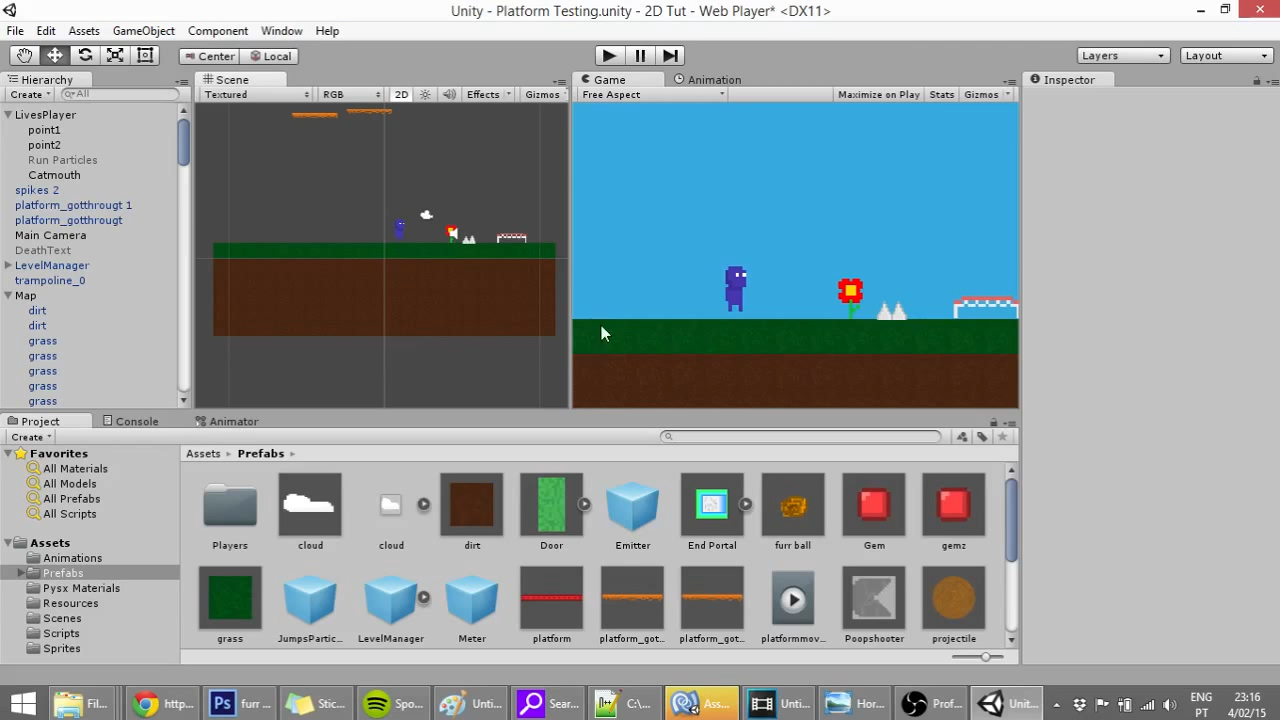 Unity - Platform Testing.unity - 2D Tut - Web Player* <DX11>
File Edit Assets GameObject Component Window Help
Center Local Layers Layout
Hierarchy Scene Game Animation Inspector
Create All Textured RGB 2D Effects Gizmos Free Aspect Maximize on Play Stats Gizmos
LivesPlayer
point1
point2
Run Particles
Catmouth
spikes 2
platform_gotthrougt 1
platform_gotthrougt
Main Camera
DeathText
LevelManager
trampoline_0
Map
dirt
dirt
grass
grass
grass
grass
grass
Project Console Animator
Create
Favorites
All Materials
All Models
All Prefabs
All Scripts
Assets
Animations
Prefabs
Pysx Materials
Resources
Scenes
Scripts
Sprites
Assets Prefabs
Players cloud cloud dirt Door Emitter End Portal furr ball Gem gemz
grass JumpsPartic... LevelManager Meter platform platform_got... platform_got... platformmov... Poopshooter projectile
Fil... http... furr ... Stic... Spo... Unti... Sear... C:\... Ass... Unti... Hor... Prof... Unit...
ENG
PT
23:16
4/02/15